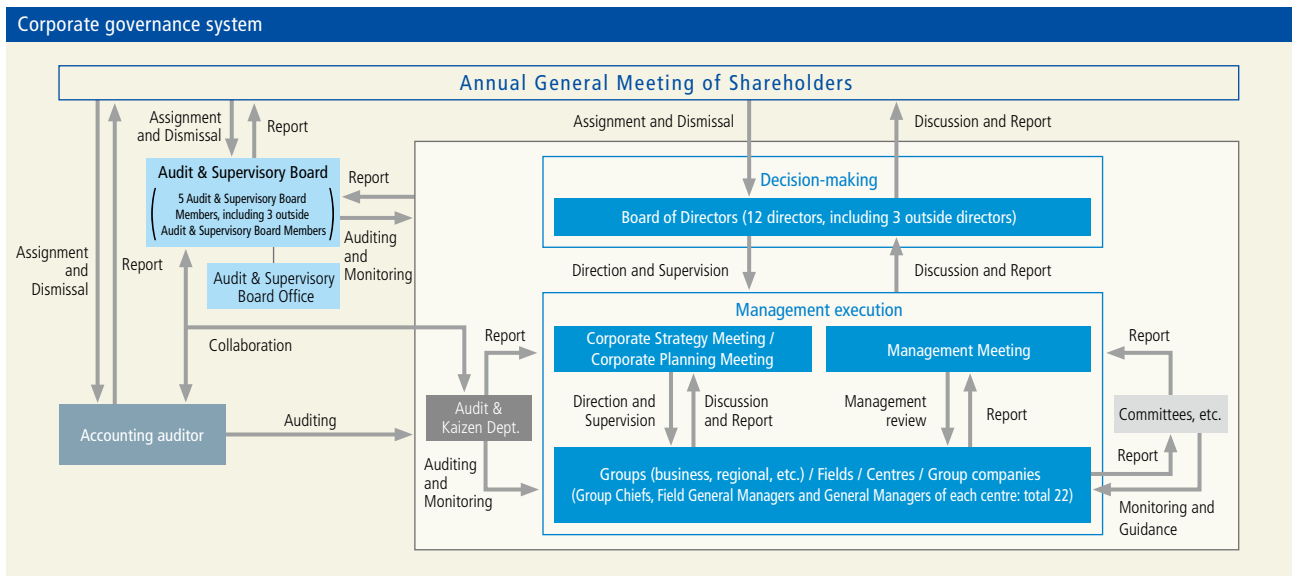 Corporate governance system
Annual General Meeting of Shareholders
Assignment
and Dismissal
Report
Assignment and Dismissal
Discussion and Report
Audit & Supervisory Board
5 Audit & Supervisory Board
Members, including 3 outside
Audit & Supervisory Board Members
Report
Auditing
and
Monitoring
Decision-making
Board of Directors (12 directors, including 3 outside directors)
Assignment
and
Dismissal
Report
Audit & Supervisory
Board Office
Direction and Supervision
Discussion and Report
Management execution
Collaboration
Report
Corporate Strategy Meeting /
Corporate Planning Meeting
Management Meeting
Report
Accounting auditor
Auditing
Audit &
Kaizen Dept.
Direction and
Supervision
Discussion
and Report
Management
review
Report
Committees, etc.
Auditing
and
Monitoring
Groups (business, regional, etc.) / Fields / Centres / Group companies
(Group Chiefs, Field General Managers and General Managers of each centre: total 22)
Report
Monitoring and
Guidance